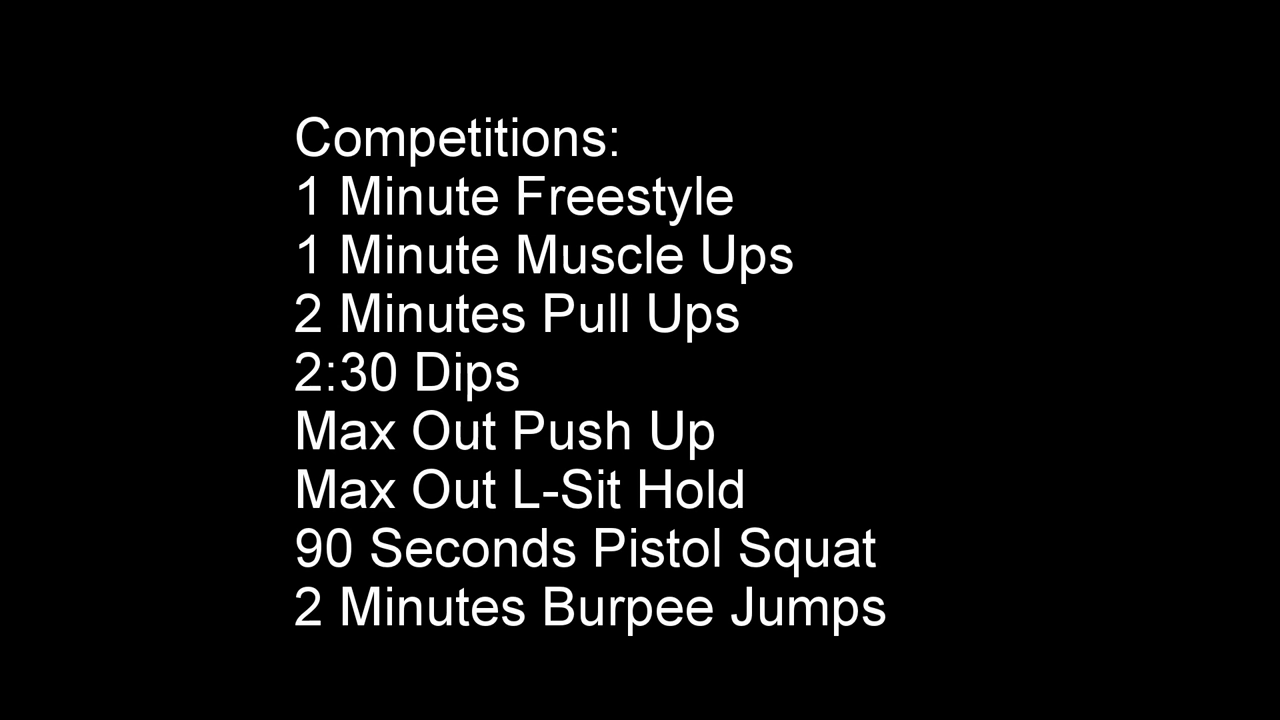 Competitions:
1 Minute Freestyle
1 Minute Muscle Ups
2 Minutes Pull Ups
2:30 Dips
Max Out Push Up
Max Out L-Sit Hold
90 Seconds Pistol Squat
2 Minutes Burpee Jumps